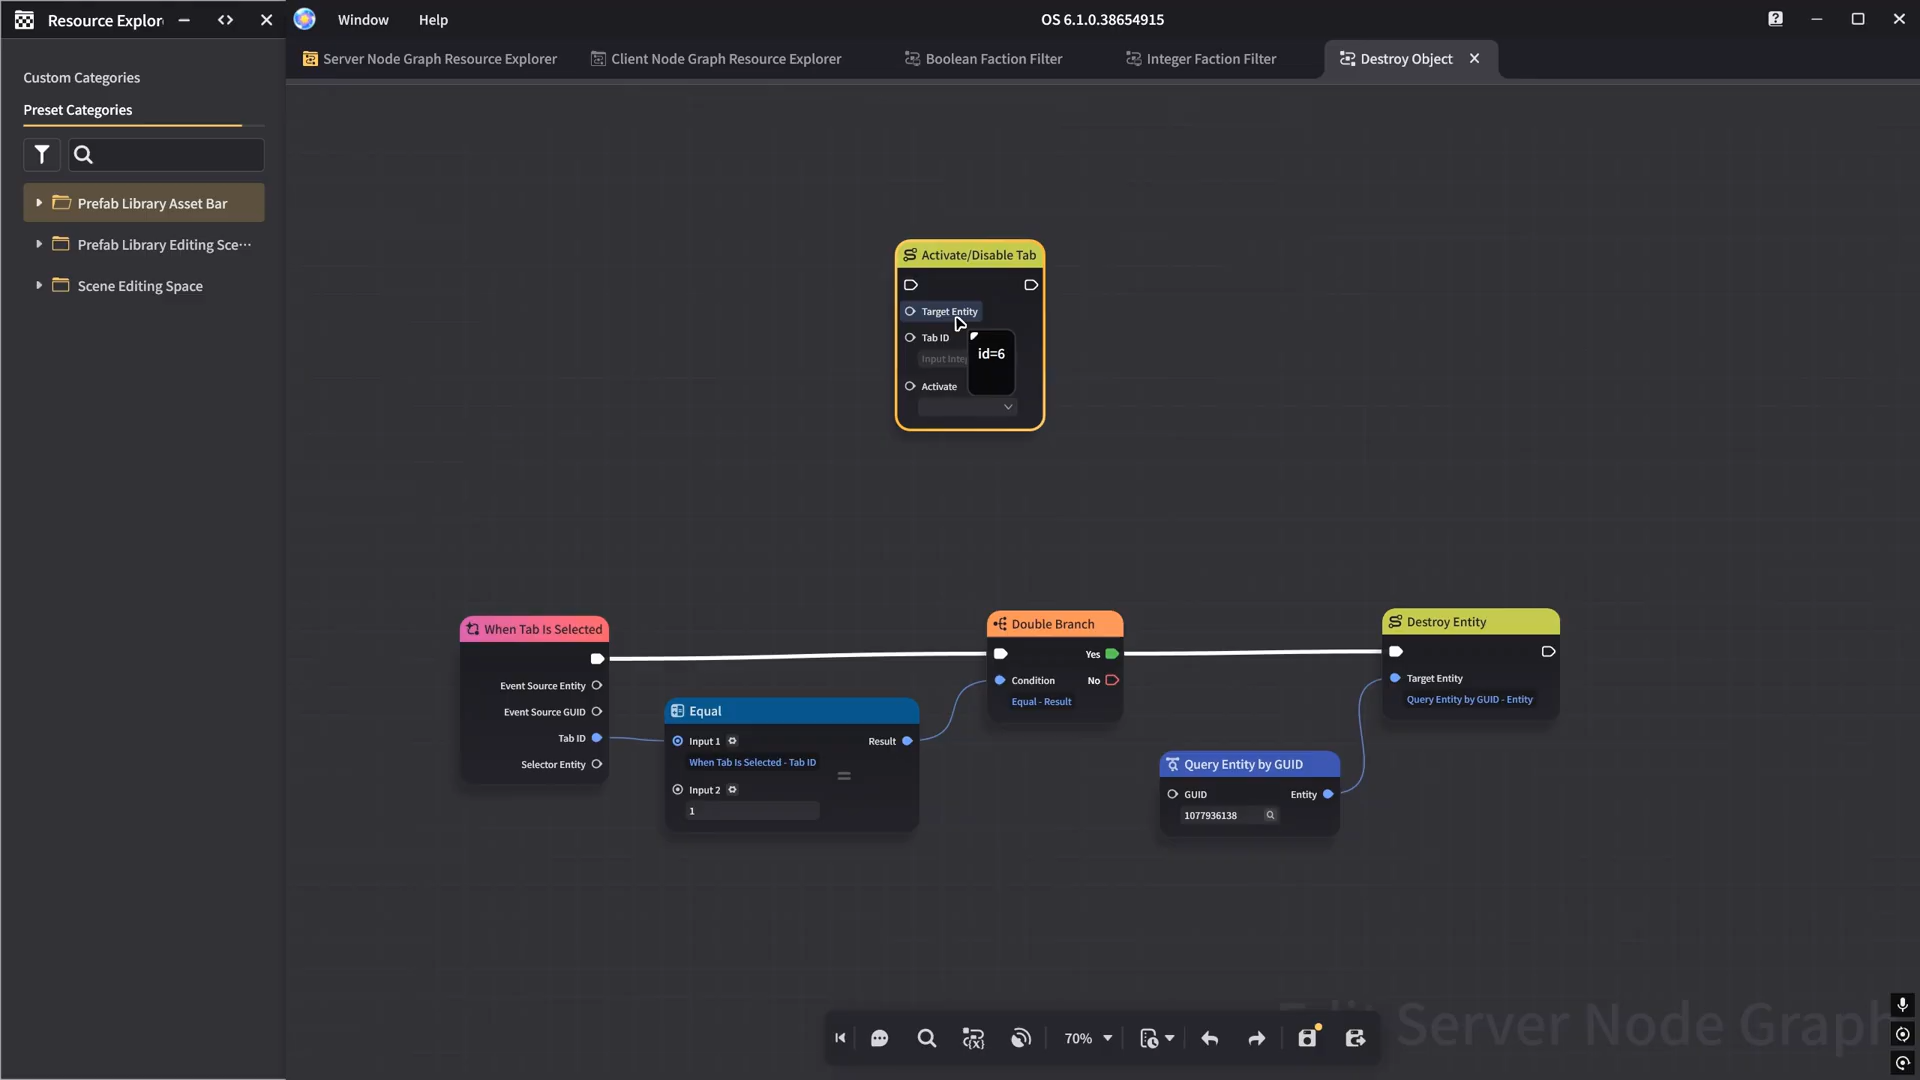 Resource Explor
Window
Help
OS 6.1.0.38654915
Server Node Graph Resource Explorer
Client Node Graph Resource Explorer
Boolean Faction Filter
Integer Faction Filter
Destroy Object
Custom Categories
Preset Categories
Prefab Library Asset Bar
Prefab Library Editing Sce···
Scene Editing Space
Activate/Disable Tab
Target Entity
Tab ID
Input Inte
id=6
Activate
When Tab Is Selected
Event Source Entity
Event Source GUID
Tab ID
Selector Entity
Equal
Input 1
Result
When Tab Is Selected - Tab ID
Input 2
1
Double Branch
Yes
Condition
No
Equal - Result
Query Entity by GUID
GUID
Entity
1077936138
Destroy Entity
Target Entity
Query Entity by GUID - Entity
70%
Edit Server Node Graph